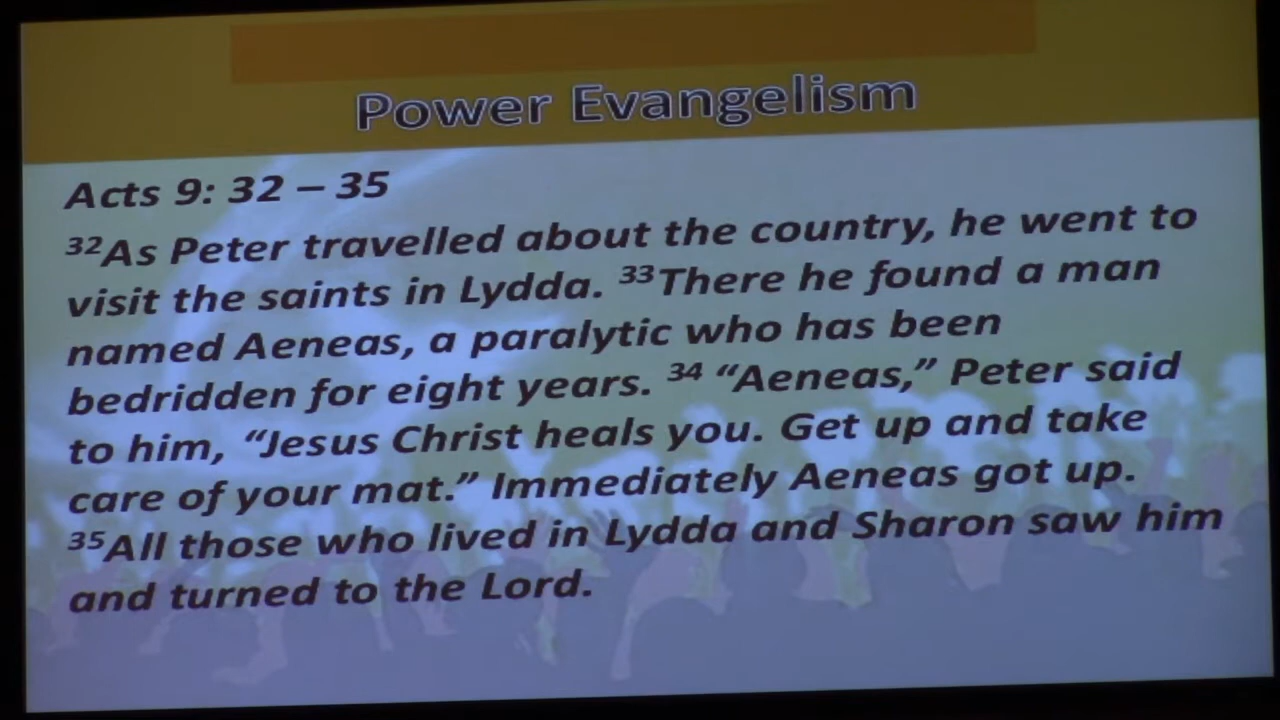 Power Evangelism
Acts 9: 32 – 35
³²As Peter travelled about the country, he went to
visit the saints in Lydda. ³³There he found a man
named Aeneas, a paralytic who has been
bedridden for eight years. ³⁴ “Aeneas,” Peter said
to him, “Jesus Christ heals you. Get up and take
care of your mat.” Immediately Aeneas got up.
³⁵All those who lived in Lydda and Sharon saw him
and turned to the Lord.